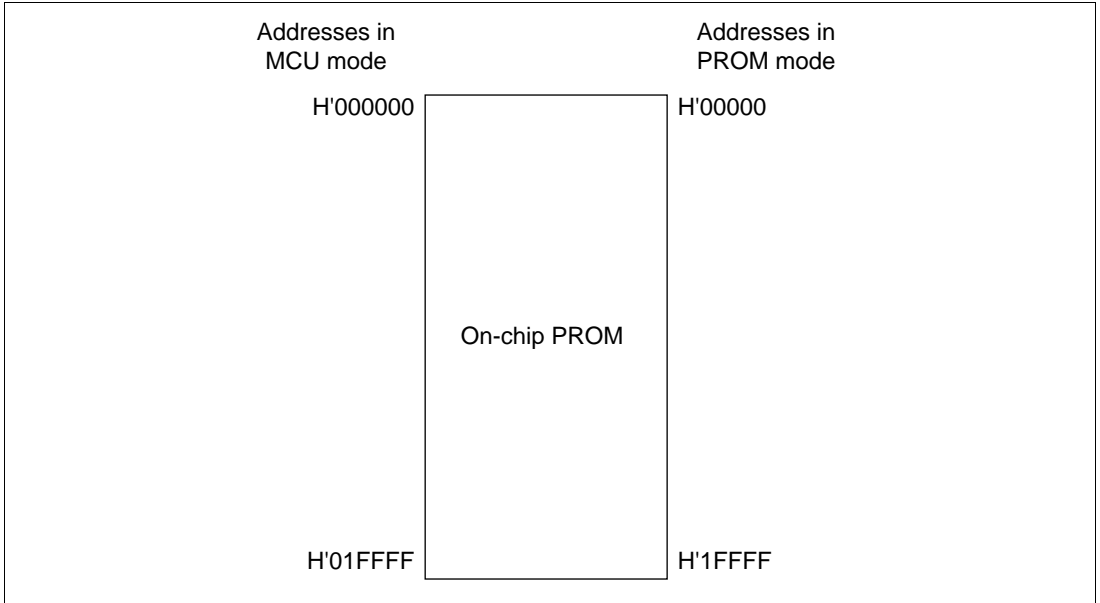 Addresses in
MCU mode
Addresses in
PROM mode
H'000000
H'00000
On-chip PROM
H'01FFFF
H'1FFFF